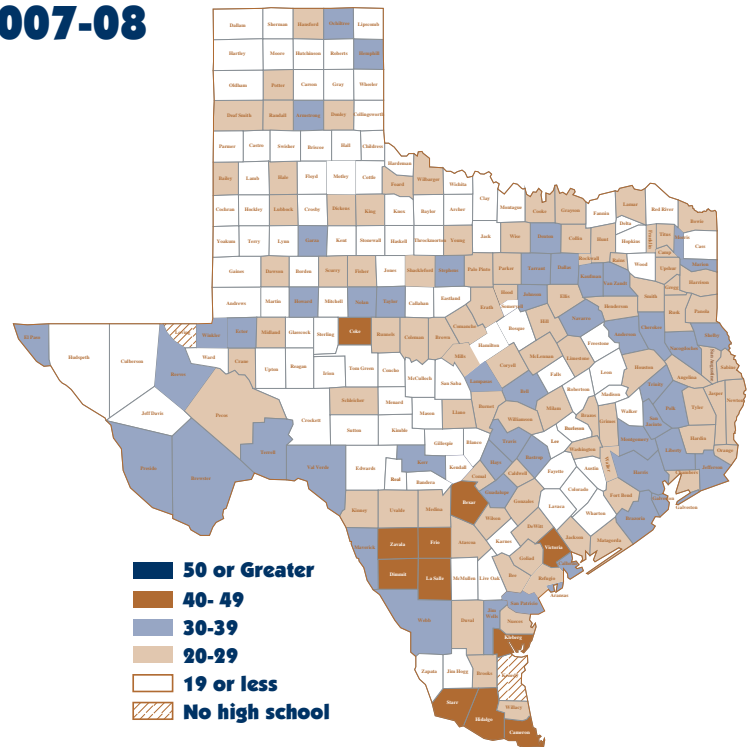 007-08
Dallam Sherman Hansford Ochiltree Lipscomb
Hartley Moore Hutchinson Roberts Hemphill
Oldham Potter Carson Gray Wheeler
Deaf Smith Randall Armstrong Donley Collingsworth
Parmer Castro Swisher Briscoe Hall Childress
Hardeman
Bailey Lamb Hale Floyd Motley Cottle Foard Wilbarger Wichita
Clay Montague Cooke Grayson Fannin Lamar Red River Bowie
Cochran Hockley Lubbock Crosby Dickens King Knox Baylor Archer
Delta Hopkins Franklin Titus Morris Cass
Yoakum Terry Lynn Garza Kent Stonewall Haskell Throckmorton Young Jack Wise Denton Collin Hunt
Rockwall Rains Wood Camp Upshur Marion
Gaines Dawson Borden Scurry Fisher Jones Shackelford Stephens Palo Pinto Parker Tarrant Dallas Kaufman Van Zandt Gregg Harrison
Andrews Martin Howard Mitchell Nolan Taylor Callahan Eastland Erath Hood Somervell Johnson Ellis Henderson Smith Rusk Panola
El Paso Hudspeth Culberson Loving Winkler Ector Midland Glasscock Sterling Coke Runnels Coleman Brown Comanche Bosque Hill Navarro Anderson Cherokee Shelby
Reeves Ward Crane Upton Reagan Irion Tom Green Concho McCulloch San Saba Mills Hamilton McLennan Limestone Freestone Nacogdoches San Augustine Sabine
Jeff Davis Pecos Crockett Schleicher Menard Mason Llano Lampasas Coryell Bell Falls Robertson Leon Houston Angelina Trinity
Madison Walker San Jacinto Polk Tyler Jasper Newton
Sutton Kimble Burnet Williamson Milam Brazos Grimes
Presidio Brewster Terrell Val Verde Edwards Kerr Gillespie Blanco Travis Lee Burleson Washington Montgomery Liberty Hardin Orange
Real Bandera Kendall Hays Bastrop Fayette Austin Waller Harris Chambers Jefferson
Kinney Uvalde Medina Bexar Comal Guadalupe Caldwell Gonzales Colorado Fort Bend Galveston
Galveston
Wilson Lavaca Wharton Brazoria
Maverick Zavala Frio Atascosa Karnes DeWitt Victoria Jackson Matagorda
Dimmit La Salle McMullen Live Oak Bee Goliad Refugio Calhoun
Aransas
Webb Duval Jim Wells San Patricio Nueces
Kleberg
Zapata Jim Hogg Brooks Kenedy
Starr Hidalgo Willacy Cameron
50 or Greater
40- 49
30-39
20-29
19 or less
No high school